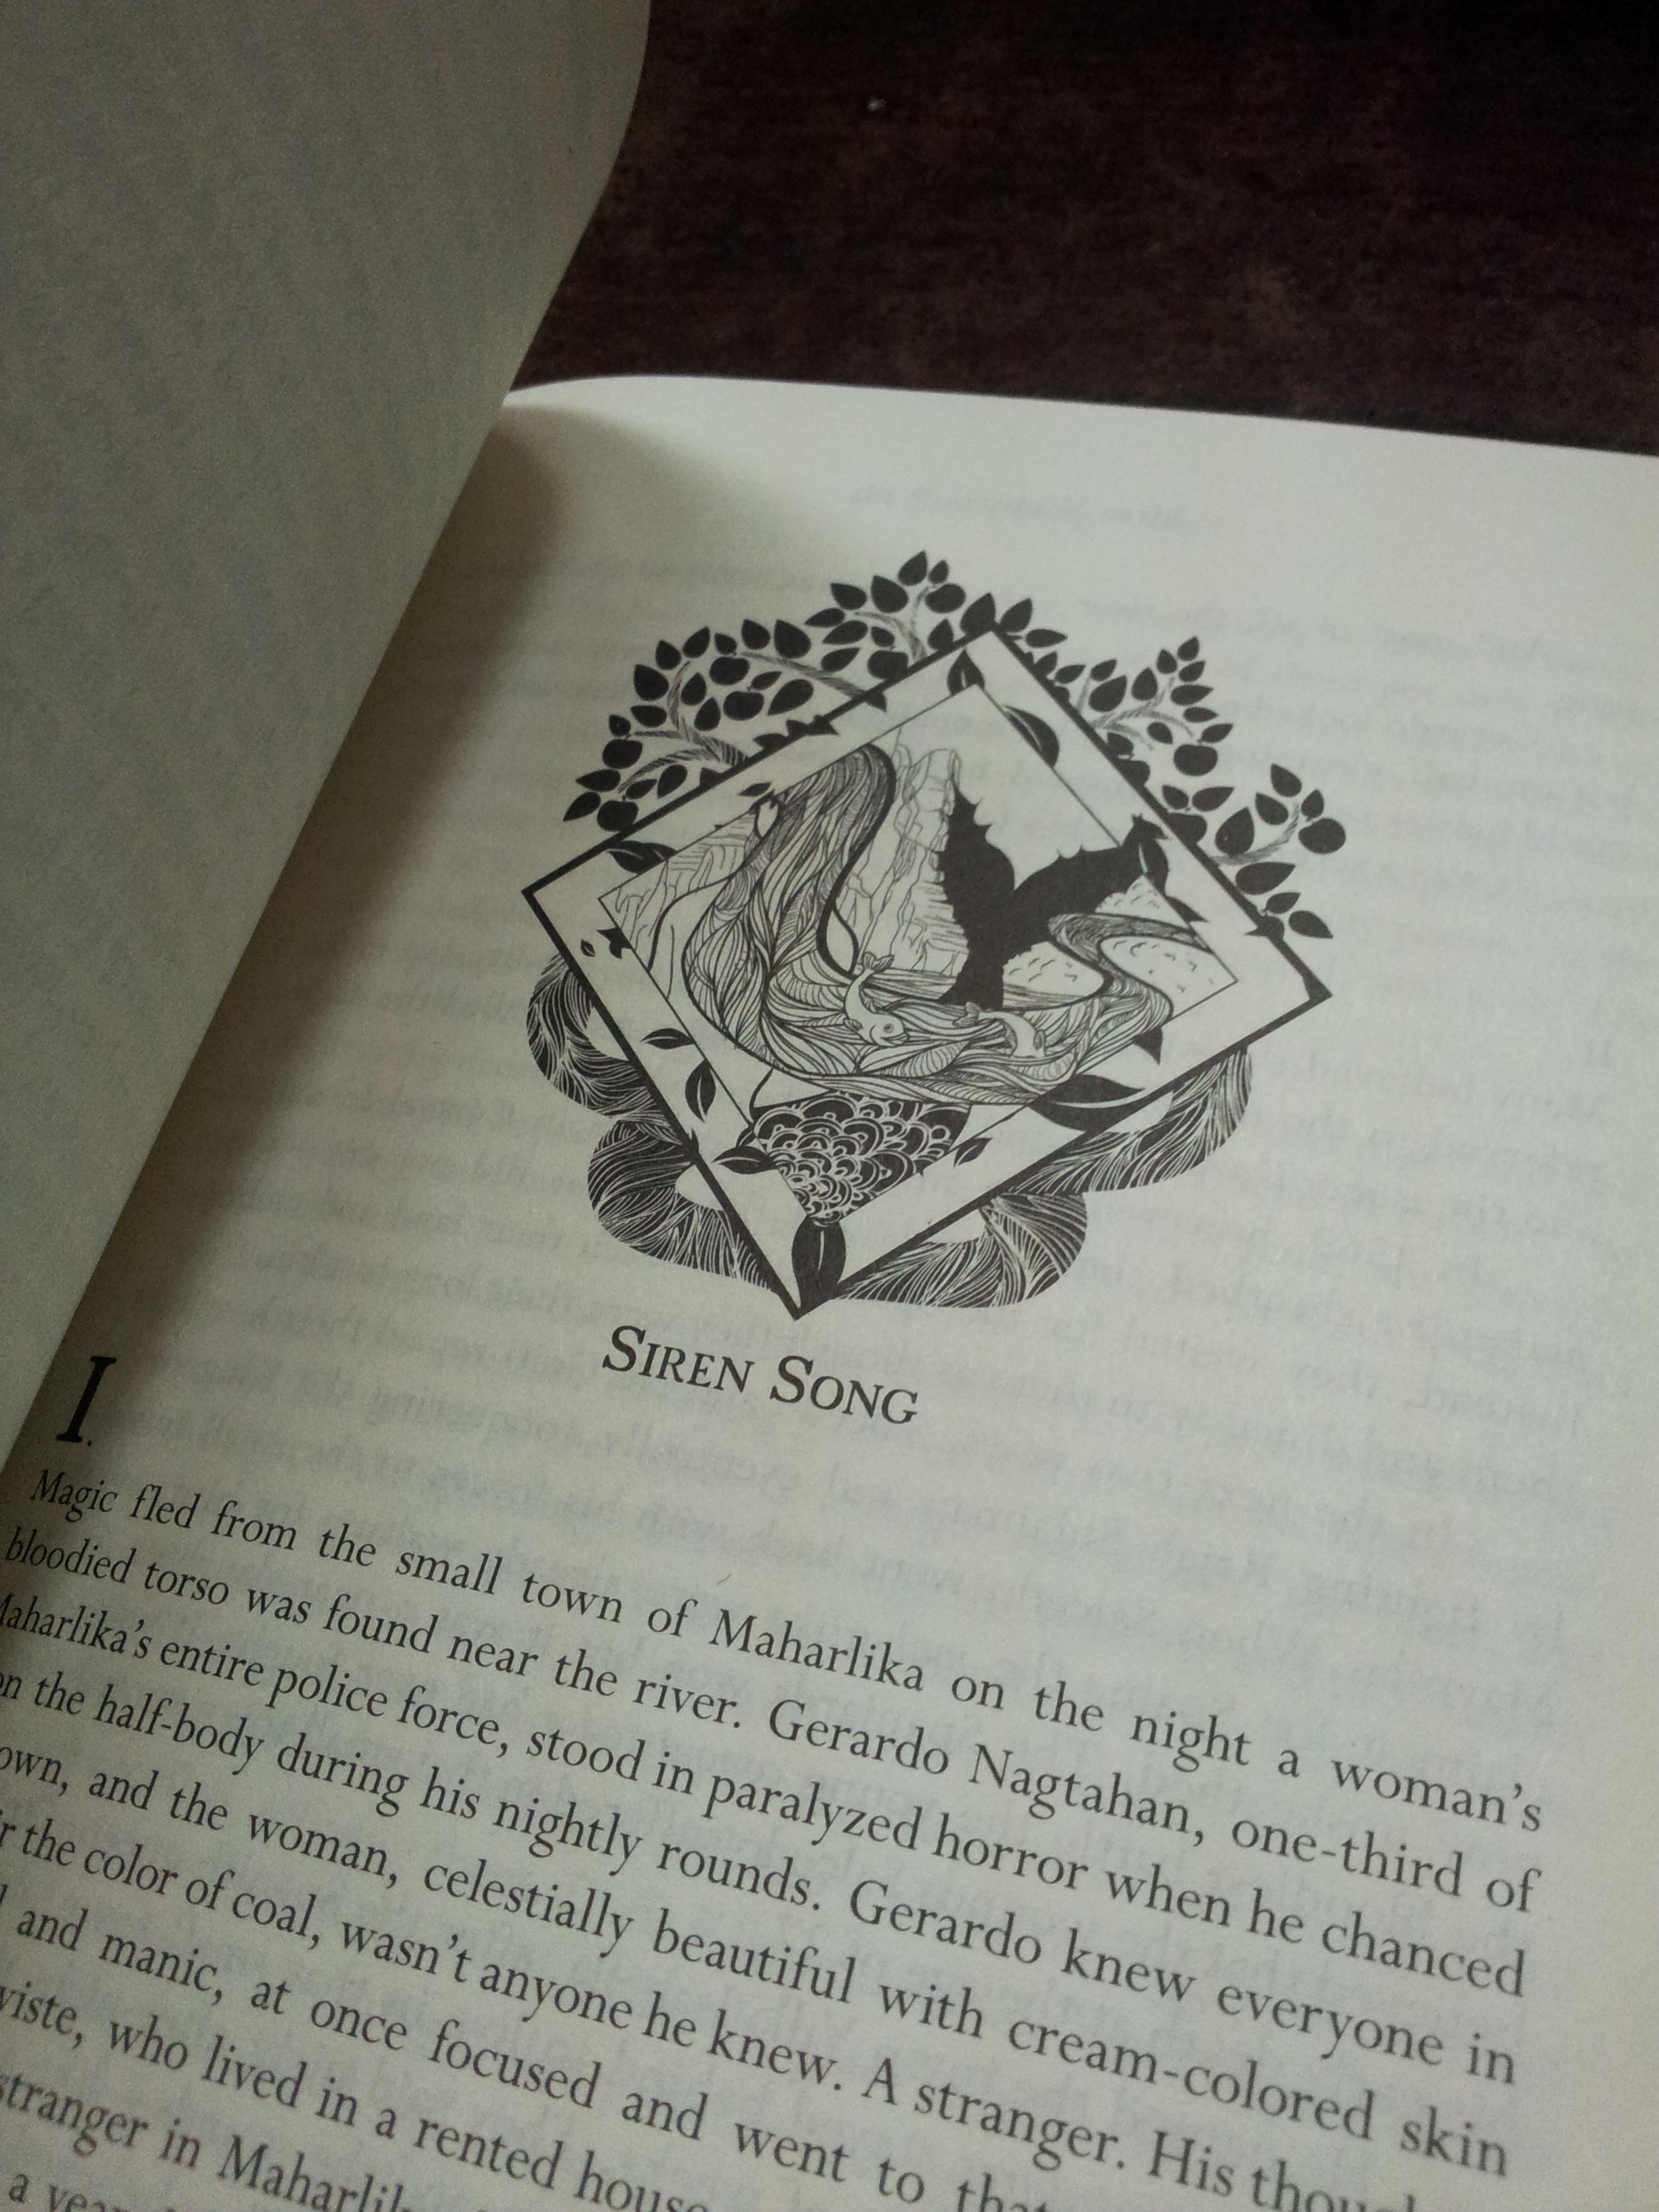 SIREN SONG
I.
Magic fled from the small town of Maharlika on the night a woman's
bloodied torso was found near the river. Gerardo Nagtahan, one-third of
Maharlika's entire police force, stood in paralyzed horror when he chanced
on the half-body during his nightly rounds. Gerardo knew everyone in
and the woman, celestially beautiful with cream-colored skin
the color of coal, wasn't anyone he knew. A stranger. His
and manic, at once focused and went to
who lived in a rented
stranger in
a